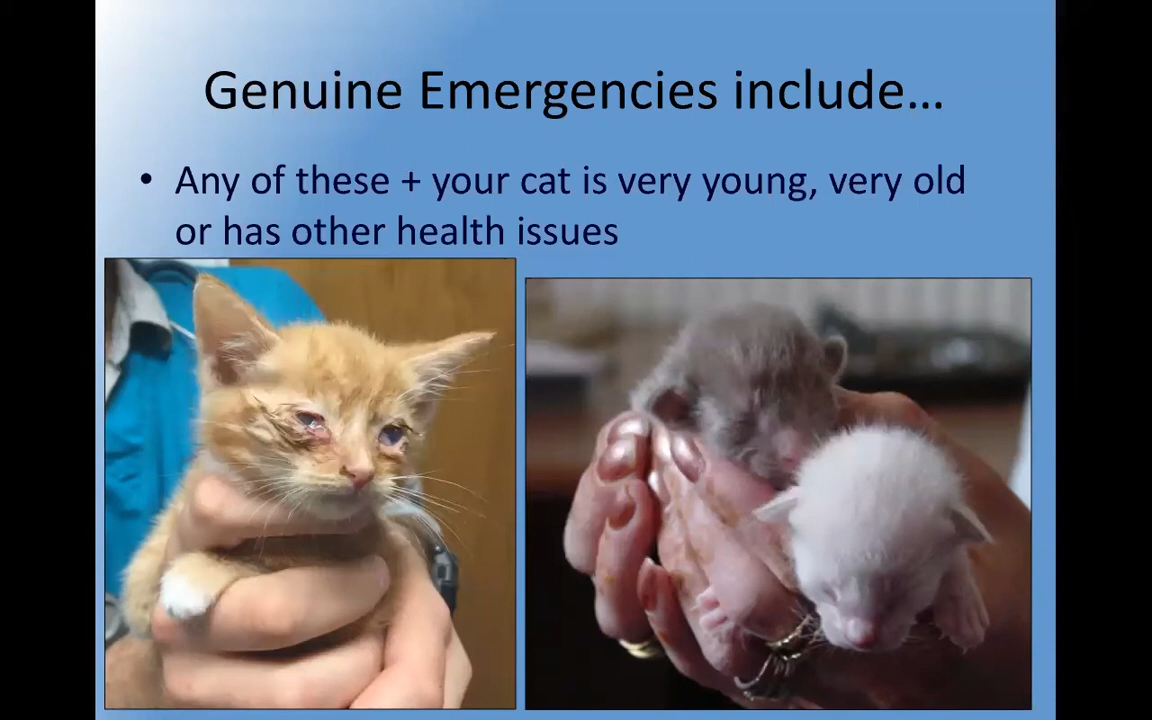 Genuine Emergencies include...
• Any of these + your cat is very young, very old
or has other health issues